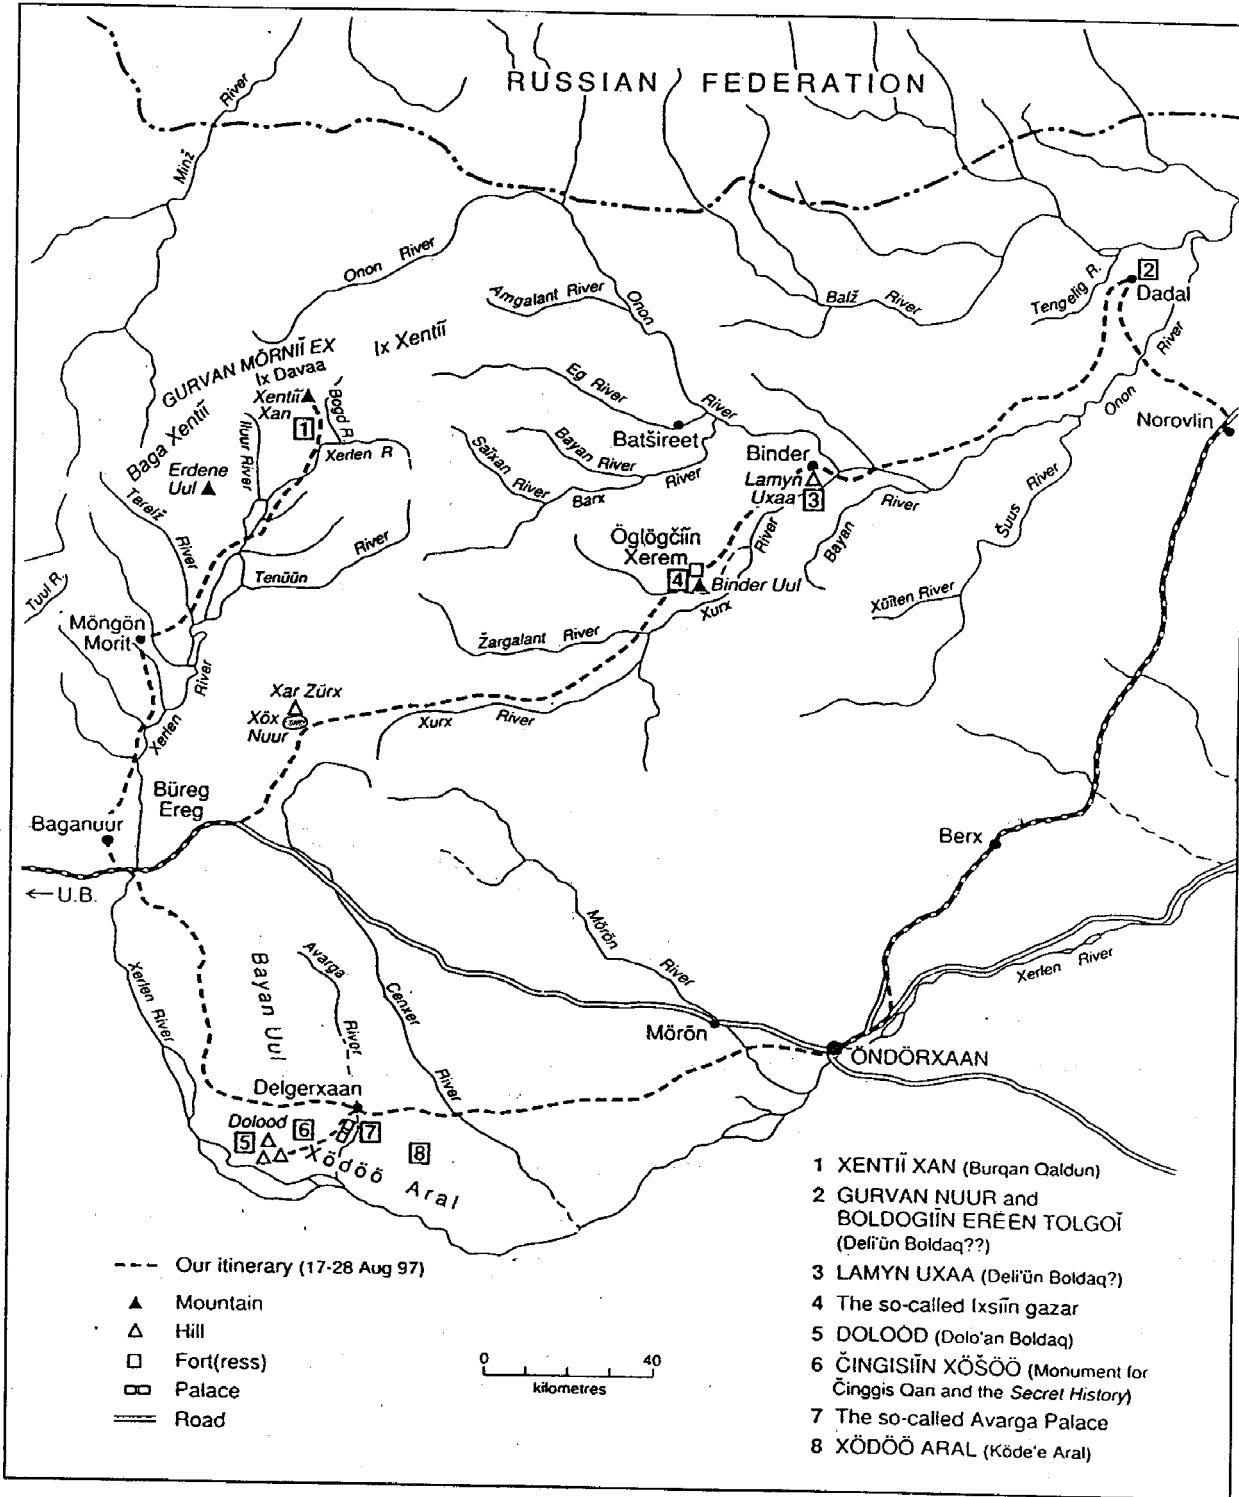 RUSSIAN FEDERATION
River
Minž
Onon River
Amgalant River
Onon
Balž River
Tengelig R.
2
Dadal
River
Ix Xentiĭ
GURVAN MÖRNIĬ EX
Ix Davaa
Xentiĭ
Xan
1
Bogd R.
Baga Xentiĭ
Iluur River
Xerlen R
Erdene
Uul
Eg River
River
Onon
Norovlin
Batšireet
Bayan River
Saĭxan
River
Barx River
Binder
Lamyn
Uxaa
3
River
Bayan
River
Šuus
River
Terelž
River
River
Tenüün
Öglögčiĭn
Xerem
4
Binder Uul
Xurx
Xüĭten River
Tuul R.
Möngön
Morit
Žargalant River
River
Xerlen
Xar Zürx
Xöx
Nuur
Xurx River
Büreg
Ereg
Baganuur
Berx
← U.B.
Mörön
River
Xerlen River
Xerlen River
Bayan Uul
Avarga
River
Cenxer
River
Mörön
ÖNDÖRXAAN
Delgerxaan
Dolood
5
6
7
8
Xödöö Aral
1 XENTIĬ XAN (Burqan Qaldun)
2 GURVAN NUUR and
BOLDOGIĬN EREEN TOLGOĬ
(Deli'ün Boldaq??)
3 LAMYN UXAA (Deli'ün Boldaq?)
4 The so-called Ixsiĭn gazar
5 DOLOOD (Dolo'an Boldaq)
6 ČINGISIĬN XÖŠÖÖ (Monument for
Činggis Qan and the Secret History)
7 The so-called Avarga Palace
8 XÖDÖÖ ARAL (Köde'e Aral)
Our itinerary (17-28 Aug 97)
Mountain
Hill
Fort(ress)
Palace
Road
0 40
kilometres